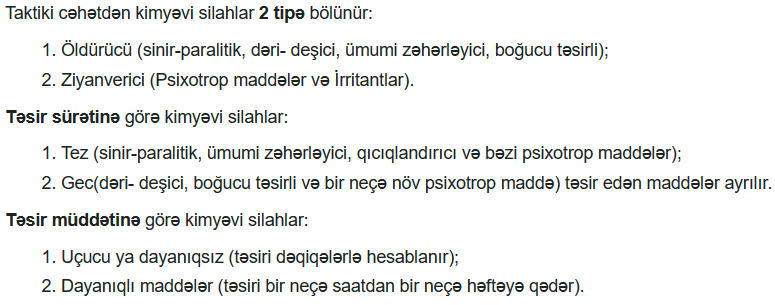 Taktiki cəhətdən kimyəvi silahlar 2 tipə bölünür:
1. Öldürücü (sinir-paralitik, dəri- deşici, ümumi zəhərləyici, boğucu təsirli);
2. Ziyanverici (Psixotrop maddələr və İrritantlar).
Təsir sürətinə görə kimyəvi silahlar:
1. Tez (sinir-paralitik, ümumi zəhərləyici, qıcıqlandırıcı və bəzi psixotrop maddələr);
2. Gec(dəri- deşici, boğucu təsirli və bir neçə növ psixotrop maddə) təsir edən maddələr ayrılır.
Təsir müddətinə görə kimyəvi silahlar:
1. Uçucu ya dayanıqsız (təsiri dəqiqələrlə hesablanır);
2. Dayanıqlı maddələr (təsiri bir neçə saatdan bir neçə həftəyə qədər).